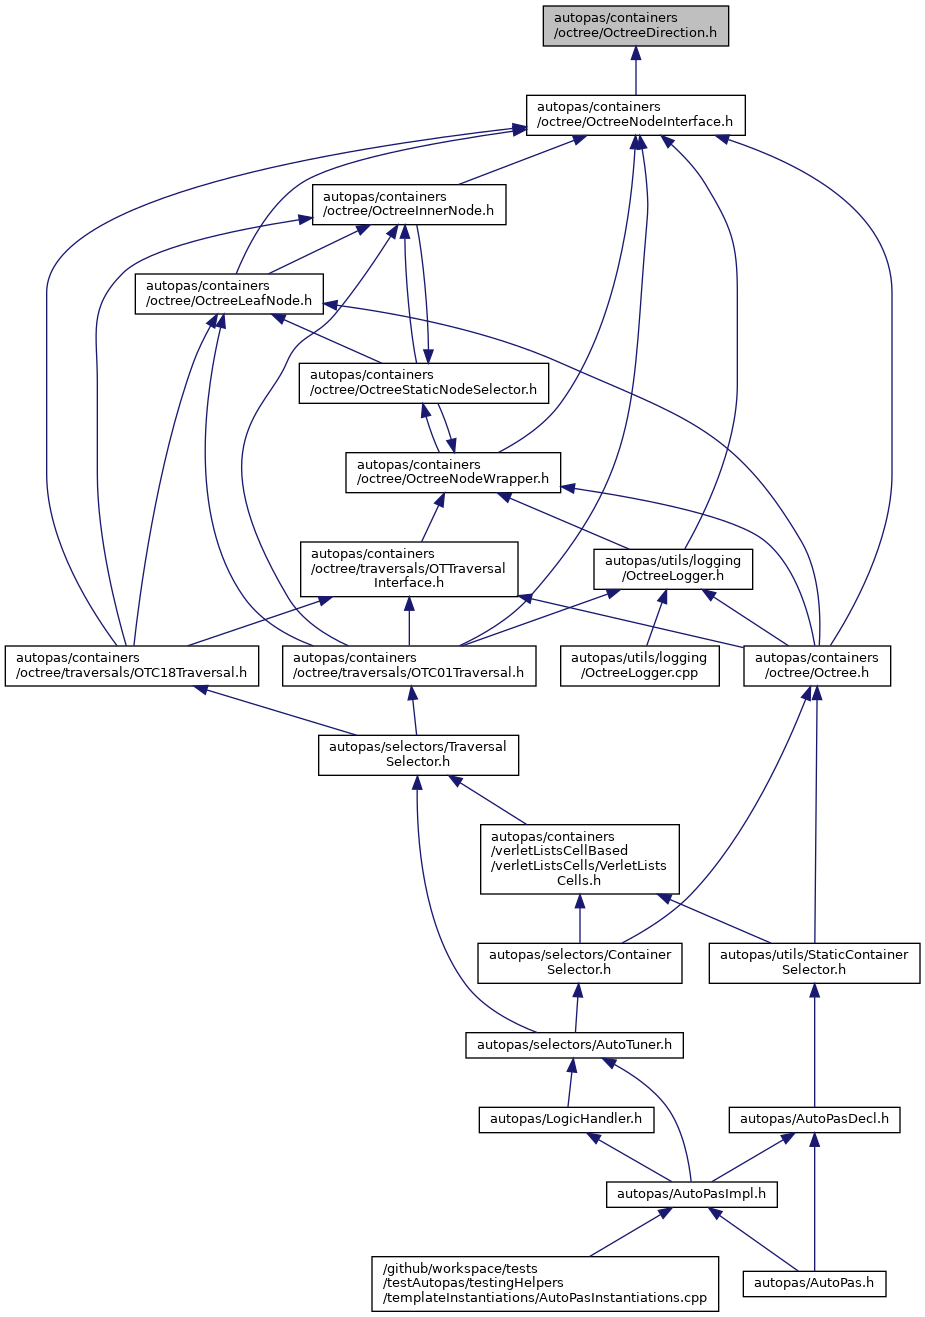 autopas/containers
/octree/OctreeDirection.h
autopas/containers
/octree/OctreeNodeInterface.h
autopas/containers
/octree/OctreeInnerNode.h
autopas/containers
/octree/OctreeLeafNode.h
autopas/containers
/octree/OctreeStaticNodeSelector.h
autopas/containers
/octree/OctreeNodeWrapper.h
autopas/containers
/octree/traversals/OTTraversal
Interface.h
autopas/utils/logging
/OctreeLogger.h
autopas/containers
/octree/traversals/OTC18Traversal.h
autopas/containers
/octree/traversals/OTC01Traversal.h
autopas/utils/logging
/OctreeLogger.cpp
autopas/containers
/octree/Octree.h
autopas/selectors/Traversal
Selector.h
autopas/containers
/verletListsCellBased
/verletListsCells/VerletLists
Cells.h
autopas/selectors/Container
Selector.h
autopas/utils/StaticContainer
Selector.h
autopas/selectors/AutoTuner.h
autopas/LogicHandler.h
autopas/AutoPasDecl.h
autopas/AutoPasImpl.h
/github/workspace/tests
/testAutopas/testingHelpers
/templateInstantiations/AutoPasInstantiations.cpp
autopas/AutoPas.h